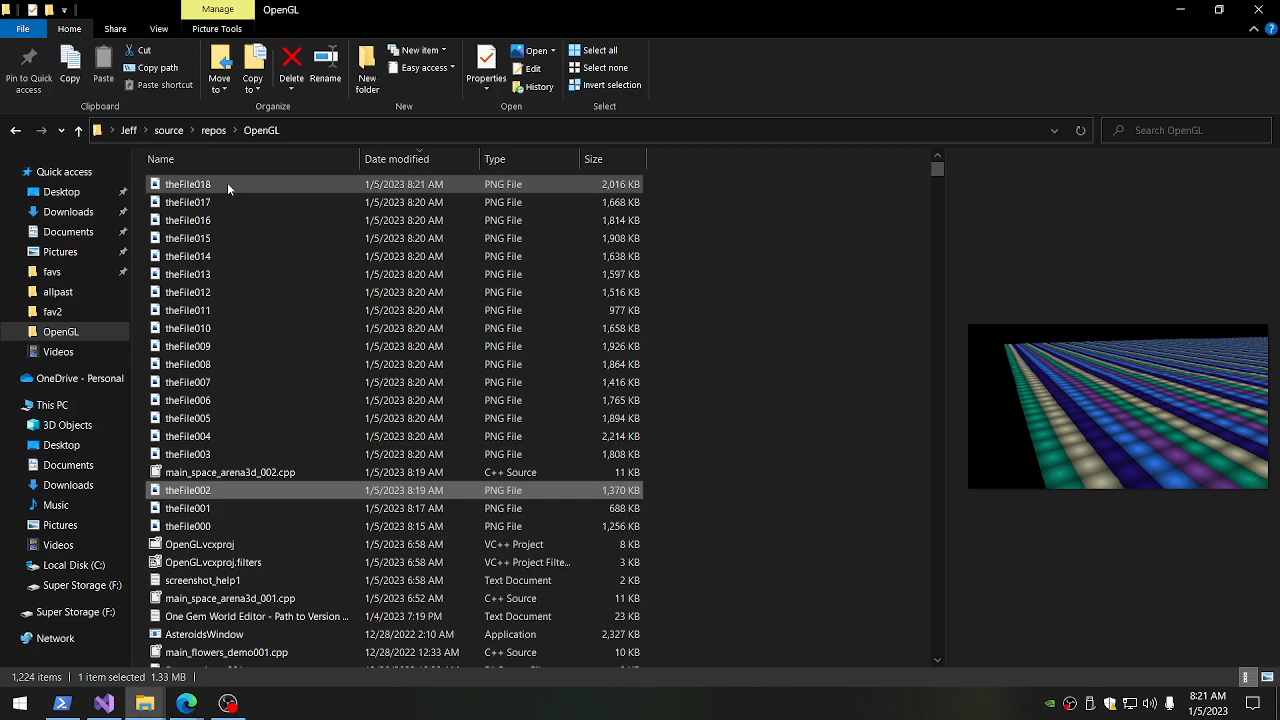 Manage OpenGL
File Home Share View Picture Tools
Pin to Quick access
Copy
Paste
Cut
Copy path
Paste shortcut
Clipboard
Move to
Copy to
Delete
Rename
Organize
New folder
New item
Easy access
New
Properties
Open
Edit
History
Open
Select all
Select none
Invert selection
Select
Jeff source repos OpenGL
Search OpenGL
Quick access
Desktop
Downloads
Documents
Pictures
favs
allpast
fav2
OpenGL
Videos
OneDrive - Personal
This PC
3D Objects
Desktop
Documents
Downloads
Music
Pictures
Videos
Local Disk (C:)
Super Storage (F:)
Super Storage (F:)
Network
Name Date modified Type Size
theFile018 1/5/2023 8:21 AM PNG File 2,016 KB
theFile017 1/5/2023 8:20 AM PNG File 1,668 KB
theFile016 1/5/2023 8:20 AM PNG File 1,814 KB
theFile015 1/5/2023 8:20 AM PNG File 1,908 KB
theFile014 1/5/2023 8:20 AM PNG File 1,638 KB
theFile013 1/5/2023 8:20 AM PNG File 1,597 KB
theFile012 1/5/2023 8:20 AM PNG File 1,516 KB
theFile011 1/5/2023 8:20 AM PNG File 977 KB
theFile010 1/5/2023 8:20 AM PNG File 1,658 KB
theFile009 1/5/2023 8:20 AM PNG File 1,926 KB
theFile008 1/5/2023 8:20 AM PNG File 1,864 KB
theFile007 1/5/2023 8:20 AM PNG File 1,416 KB
theFile006 1/5/2023 8:20 AM PNG File 1,765 KB
theFile005 1/5/2023 8:20 AM PNG File 1,894 KB
theFile004 1/5/2023 8:20 AM PNG File 2,214 KB
theFile003 1/5/2023 8:20 AM PNG File 1,808 KB
main_space_arena3d_002.cpp 1/5/2023 8:19 AM C++ Source 11 KB
theFile002 1/5/2023 8:19 AM PNG File 1,370 KB
theFile001 1/5/2023 8:17 AM PNG File 688 KB
theFile000 1/5/2023 8:15 AM PNG File 1,256 KB
OpenGL.vcxproj 1/5/2023 6:58 AM VC++ Project 8 KB
OpenGL.vcxproj.filters 1/5/2023 6:58 AM VC++ Project Filte... 3 KB
screenshot_help1 1/5/2023 6:58 AM Text Document 2 KB
main_space_arena3d_001.cpp 1/5/2023 6:52 AM C++ Source 11 KB
One Gem World Editor - Path to Version ... 1/4/2023 7:19 PM Text Document 23 KB
AsteroidsWindow 12/28/2022 2:10 AM Application 2,327 KB
main_flowers_demo001.cpp 12/28/2022 12:33 AM C++ Source 10 KB
1,224 items 1 item selected 1.33 MB
8:21 AM
1/5/2023